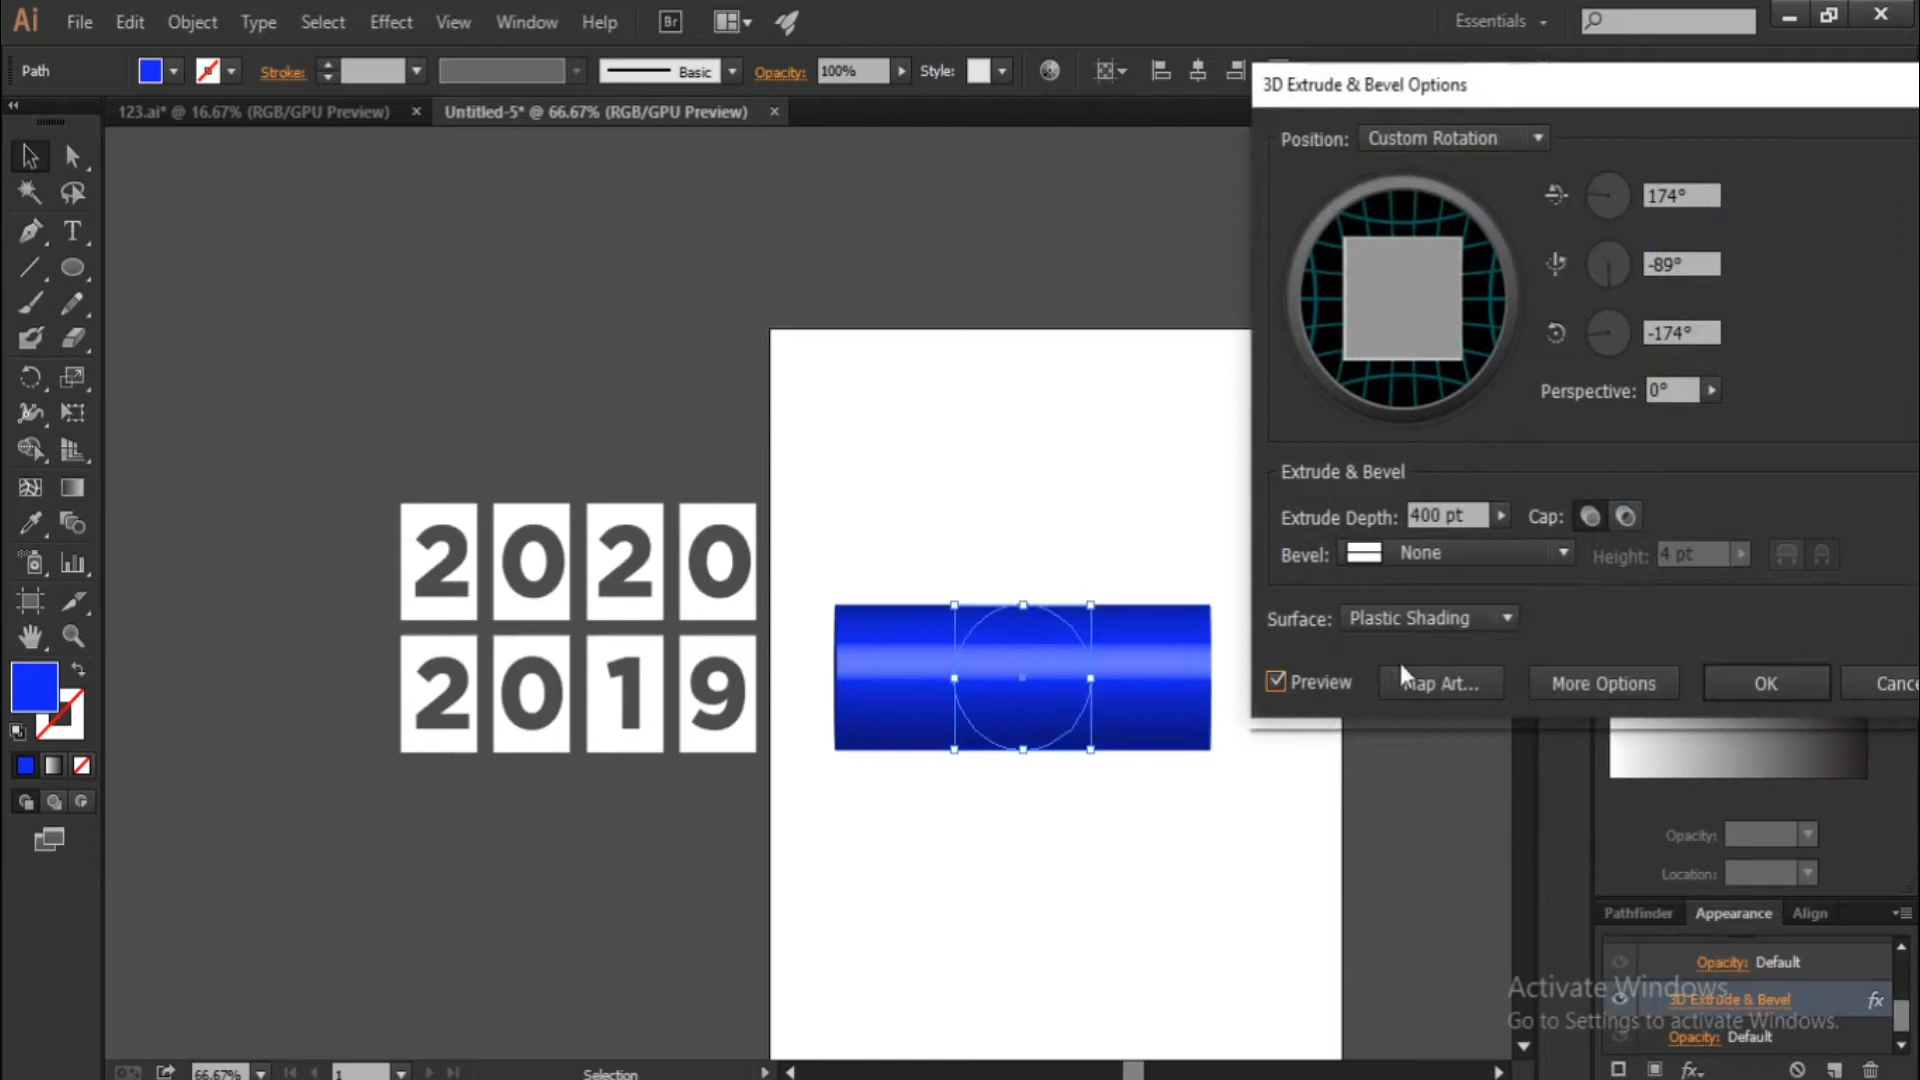 Ai File Edit Object Type Select Effect View Window Help Br Essentials
Path Stroke: Basic Opacity: 100% Style:
3D Extrude & Bevel Options
123.ai* @ 16.67% (RGB/GPU Preview) × Untitled-5* @ 66.67% (RGB/GPU Preview) ×
Position: Custom Rotation
174°
-89°
-174°
Perspective: 0°
Extrude & Bevel
Extrude Depth: 400 pt Cap:
Bevel: None Height: 4 pt
Surface: Plastic Shading
Preview Map Art... More Options OK Cance
2020
2019
Opacity:
Location:
Pathfinder Appearance Align
Opacity: Default
3D Extrude & Bevel fx
Opacity: Default
Activate Windows
Go to Settings to activate Windows.
66.67% 1 Selection fx